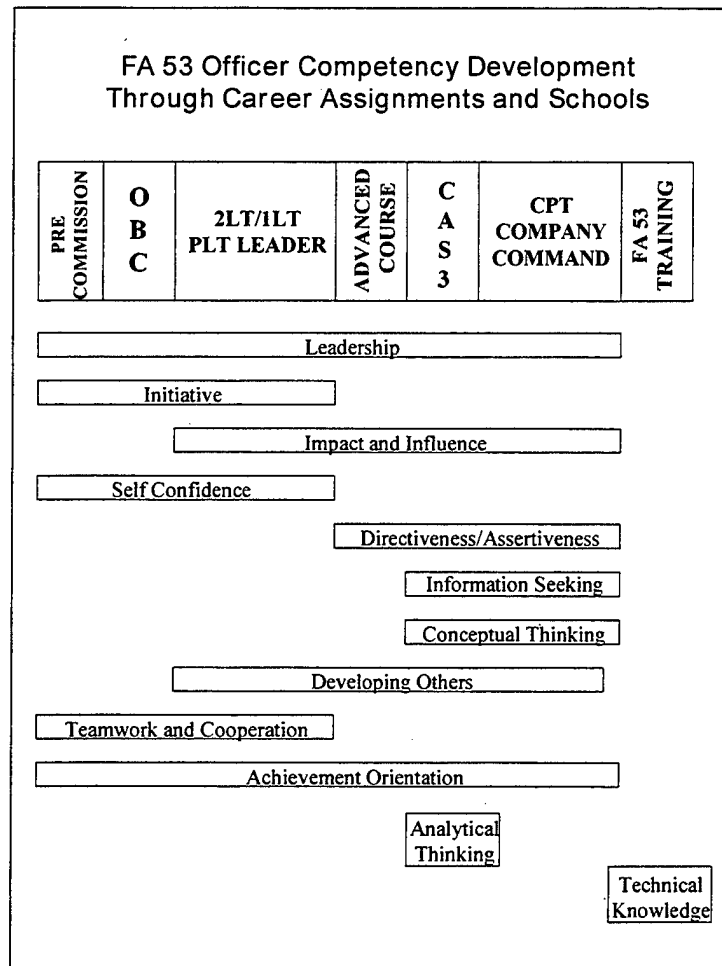 FA 53 Officer Competency Development
Through Career Assignments and Schools
PRE
COMMISSION
O
B
C
2LT/1LT
PLT LEADER
ADVANCED
COURSE
C
A
S
3
CPT
COMPANY
COMMAND
FA 53
TRAINING
Leadership
Initiative
Impact and Influence
Self Confidence
Directiveness/Assertiveness
Information Seeking
Conceptual Thinking
Developing Others
Teamwork and Cooperation
Achievement Orientation
Analytical
Thinking
Technical
Knowledge